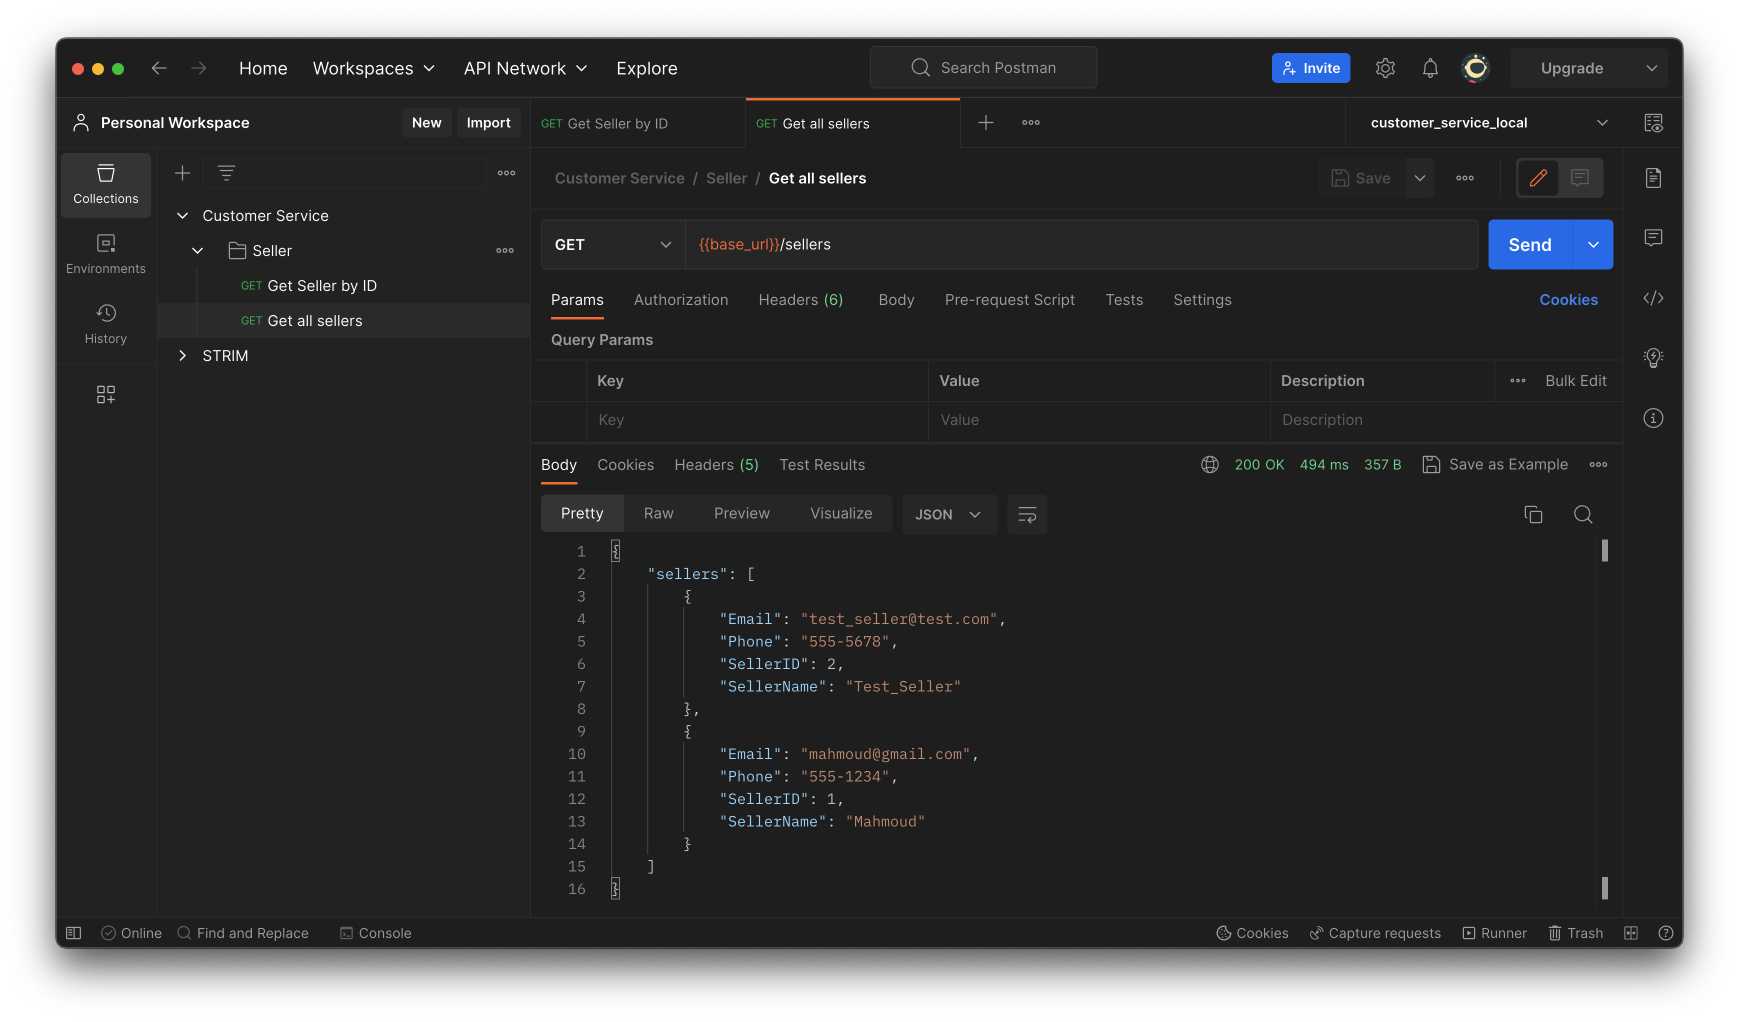 Home Workspaces API Network Explore Search Postman Invite Upgrade
Personal Workspace New Import GET Get Seller by ID GET Get all sellers customer_service_local
Collections
Environments
History
Customer Service
Seller
GET Get Seller by ID
GET Get all sellers
STRIM
Customer Service / Seller / Get all sellers Save
GET {{base_url}}/sellers Send
Params Authorization Headers (6) Body Pre-request Script Tests Settings Cookies
Query Params
Key Value Description Bulk Edit
Key Value Description
Body Cookies Headers (5) Test Results 200 OK 494 ms 357 B Save as Example
Pretty Raw Preview Visualize JSON
1 {
2 "sellers": [
3 {
4 "Email": "test_seller@test.com",
5 "Phone": "555-5678",
6 "SellerID": 2,
7 "SellerName": "Test_Seller"
8 },
9 {
10 "Email": "mahmoud@gmail.com",
11 "Phone": "555-1234",
12 "SellerID": 1,
13 "SellerName": "Mahmoud"
14 }
15 ]
16 }
Online Find and Replace Console Cookies Capture requests Runner Trash